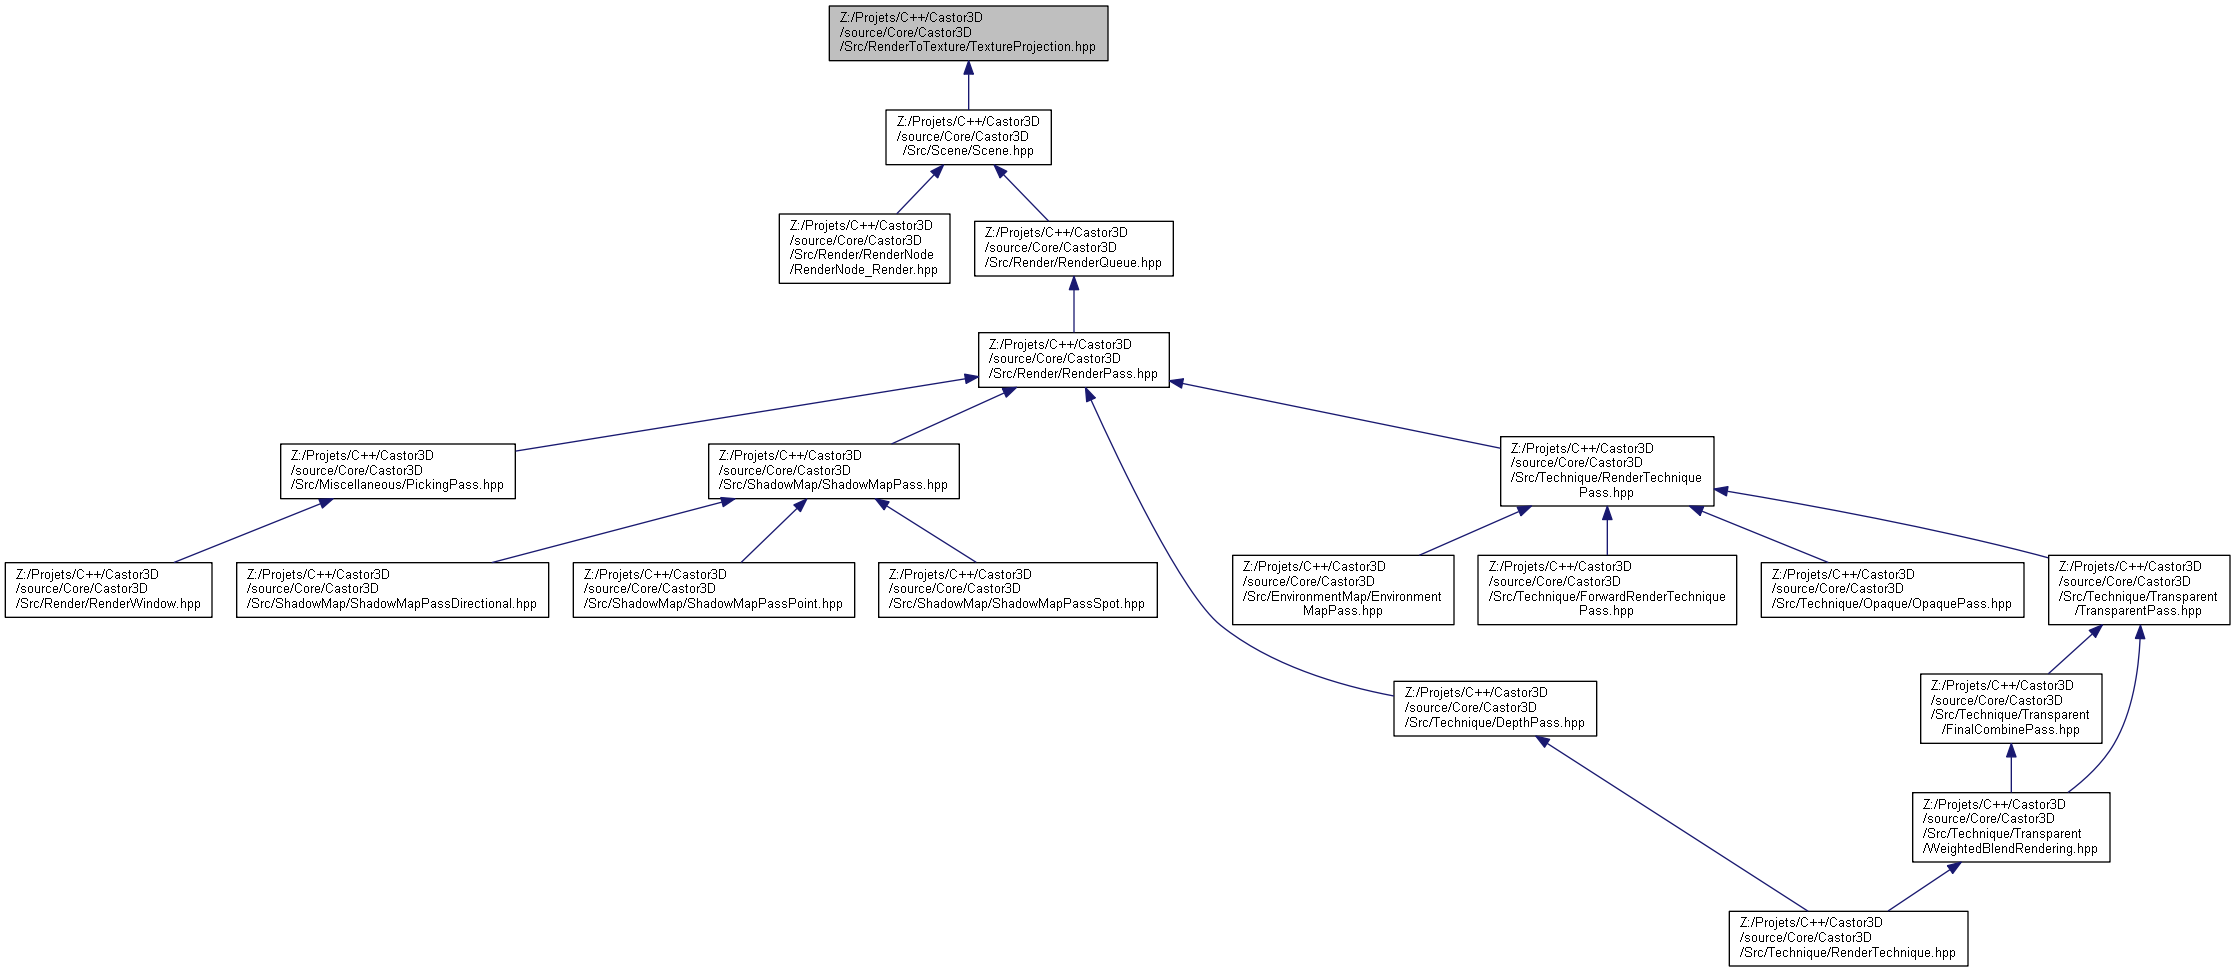 Z:/Projets/C++/Castor3D
/source/Core/Castor3D
/Src/RenderToTexture/TextureProjection.hpp
Z:/Projets/C++/Castor3D
/source/Core/Castor3D
/Src/Scene/Scene.hpp
Z:/Projets/C++/Castor3D
/source/Core/Castor3D
/Src/Render/RenderNode
/RenderNode_Render.hpp
Z:/Projets/C++/Castor3D
/source/Core/Castor3D
/Src/Render/RenderQueue.hpp
Z:/Projets/C++/Castor3D
/source/Core/Castor3D
/Src/Render/RenderPass.hpp
Z:/Projets/C++/Castor3D
/source/Core/Castor3D
/Src/Miscellaneous/PickingPass.hpp
Z:/Projets/C++/Castor3D
/source/Core/Castor3D
/Src/ShadowMap/ShadowMapPass.hpp
Z:/Projets/C++/Castor3D
/source/Core/Castor3D
/Src/Technique/RenderTechnique
Pass.hpp
Z:/Projets/C++/Castor3D
/source/Core/Castor3D
/Src/Render/RenderWindow.hpp
Z:/Projets/C++/Castor3D
/source/Core/Castor3D
/Src/ShadowMap/ShadowMapPassDirectional.hpp
Z:/Projets/C++/Castor3D
/source/Core/Castor3D
/Src/ShadowMap/ShadowMapPassPoint.hpp
Z:/Projets/C++/Castor3D
/source/Core/Castor3D
/Src/ShadowMap/ShadowMapPassSpot.hpp
Z:/Projets/C++/Castor3D
/source/Core/Castor3D
/Src/EnvironmentMap/Environment
MapPass.hpp
Z:/Projets/C++/Castor3D
/source/Core/Castor3D
/Src/Technique/ForwardRenderTechnique
Pass.hpp
Z:/Projets/C++/Castor3D
/source/Core/Castor3D
/Src/Technique/Opaque/OpaquePass.hpp
Z:/Projets/C++/Castor3D
/source/Core/Castor3D
/Src/Technique/Transparent
/TransparentPass.hpp
Z:/Projets/C++/Castor3D
/source/Core/Castor3D
/Src/Technique/DepthPass.hpp
Z:/Projets/C++/Castor3D
/source/Core/Castor3D
/Src/Technique/Transparent
/FinalCombinePass.hpp
Z:/Projets/C++/Castor3D
/source/Core/Castor3D
/Src/Technique/Transparent
/WeightedBlendRendering.hpp
Z:/Projets/C++/Castor3D
/source/Core/Castor3D
/Src/Technique/RenderTechnique.hpp